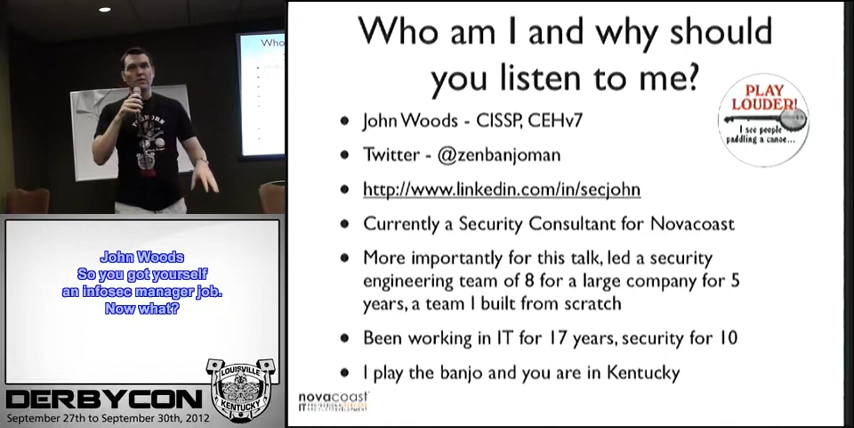 Who am I and why should
you listen to me?
PLAY
LOUDER!
I see people
paddling a canoe...
• John Woods - CISSP, CEHv7
• Twitter - @zenbanjoman
• http://www.linkedin.com/in/secjohn
• Currently a Security Consultant for Novacoast
• More importantly for this talk, led a security
engineering team of 8 for a large company for 5
years, a team I built from scratch
• Been working in IT for 17 years, security for 10
• I play the banjo and you are in Kentucky
novacoast
IT
Who
John Woods
So you got yourself
an infosec manager job.
Now what?
LOUISVILLE
KENTUCKY
DERBYCON
September 27th to September 30th, 2012